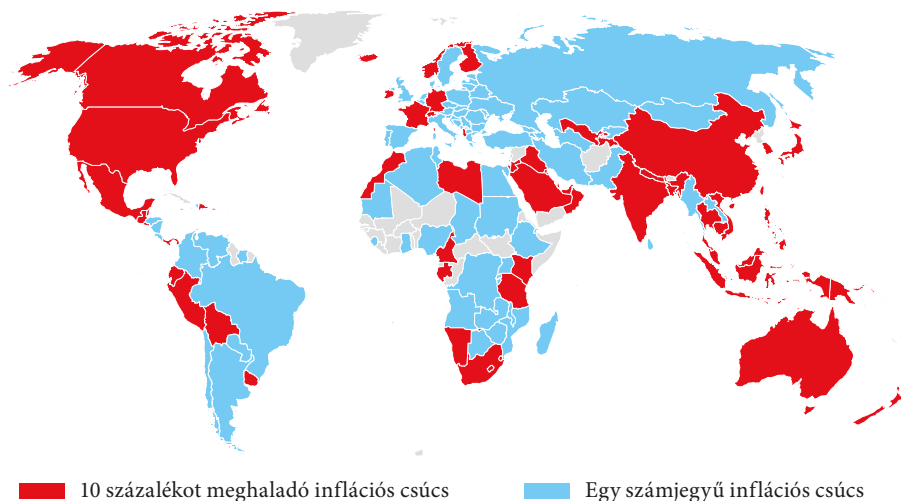 10 százalékot meghaladó inflációs csúcs
Egy számjegyű inflációs csúcs